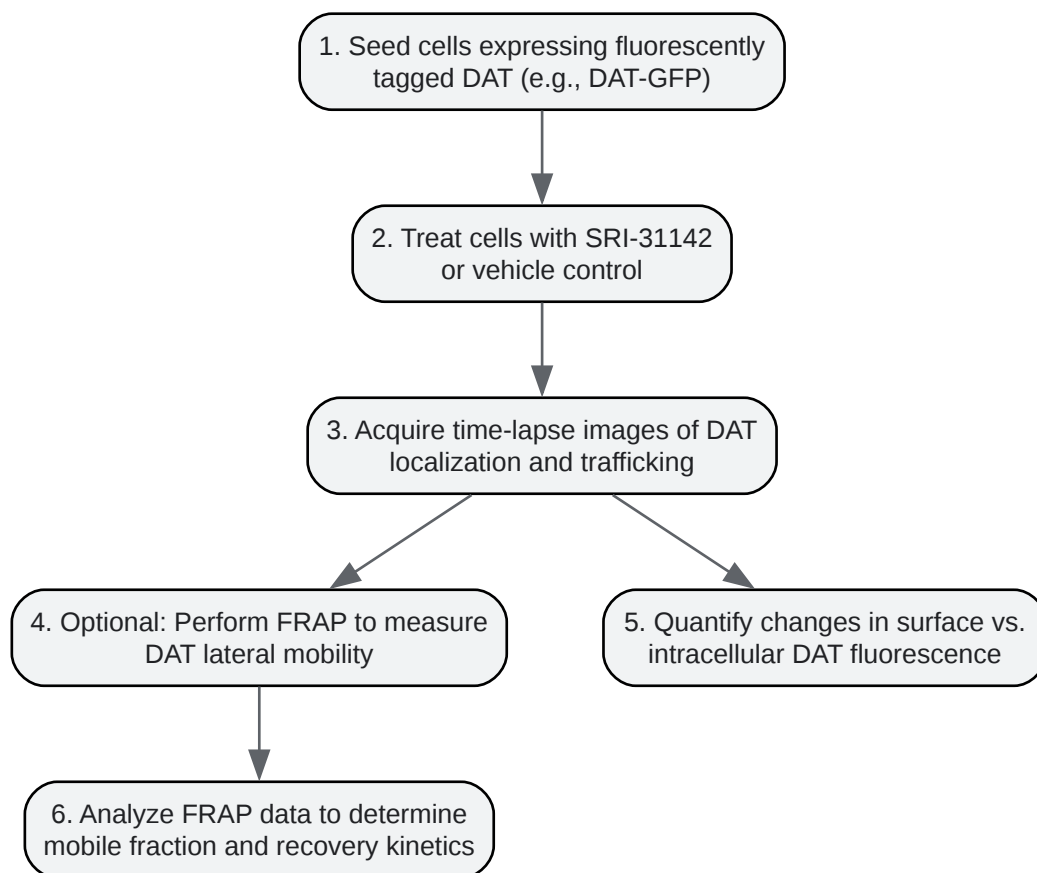 1. Seed cells expressing fluorescently
tagged DAT (e.g., DAT-GFP)
2. Treat cells with SRI-31142
or vehicle control
3. Acquire time-lapse images of DAT
localization and trafficking
4. Optional: Perform FRAP to measure
DAT lateral mobility
5. Quantify changes in surface vs.
intracellular DAT fluorescence
6. Analyze FRAP data to determine
mobile fraction and recovery kinetics